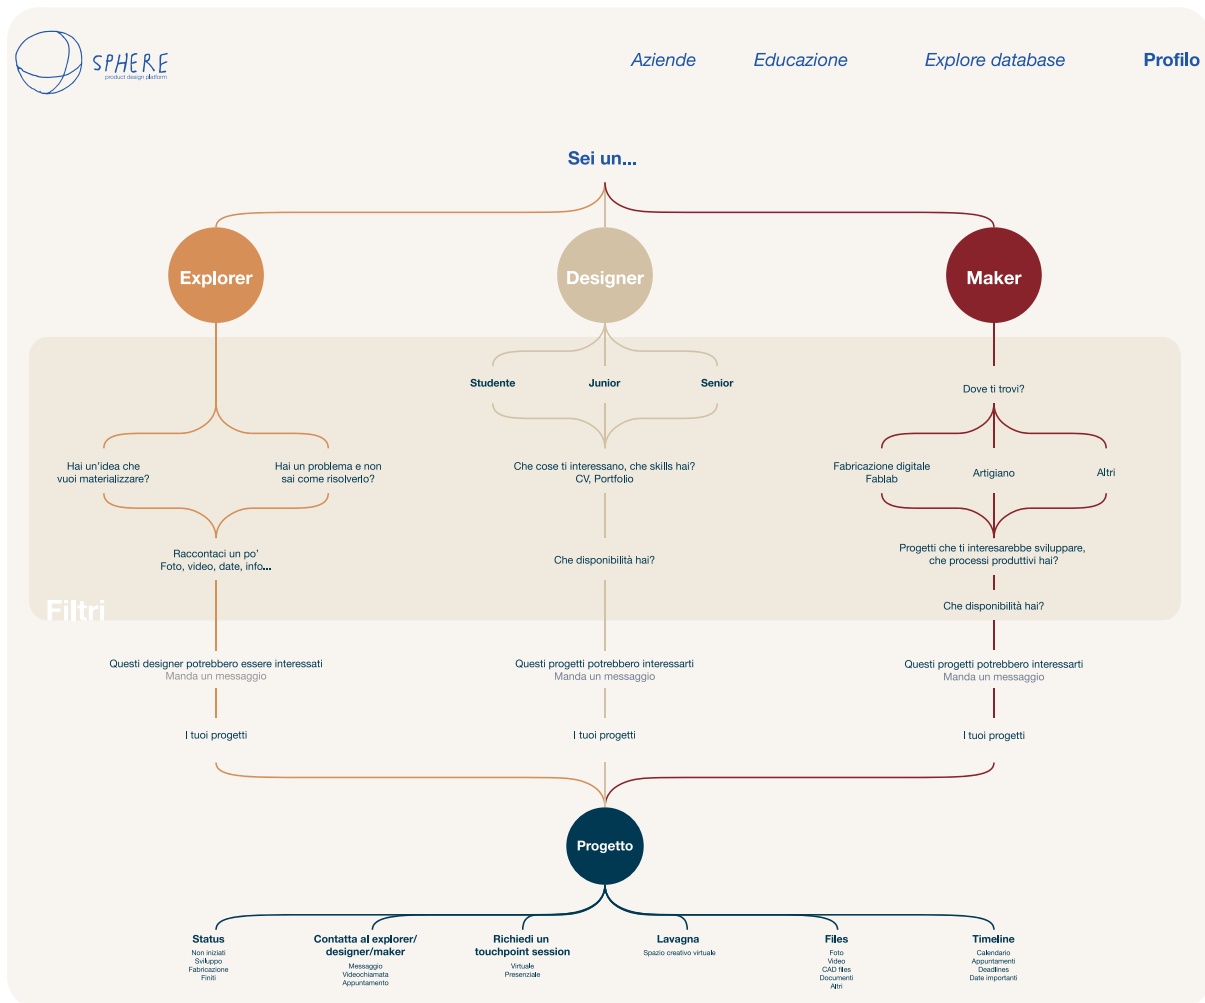 SPHERE
product design platform
Aziende
Educazione
Explore database
Profilo
Sei un...
Explorer
Designer
Maker
Studente
Junior
Senior
Dove ti trovi?
Hai un'idea che
vuoi materializzare?
Hai un problema e non
sai come risolverlo?
Che cose ti interessano, che skills hai?
CV, Portfolio
Fabricazione digitale
Fablab
Artigiano
Altri
Raccontaci un po'
Foto, video, date, info...
Che disponibilità hai?
Progetti che ti interesarebbe sviluppare,
che processi produttivi hai?
Che disponibilità hai?
Filtri
Questi designer potrebbero essere interessati
Manda un messaggio
Questi progetti potrebbero interessarti
Manda un messaggio
Questi progetti potrebbero interessarti
Manda un messaggio
I tuoi progetti
I tuoi progetti
I tuoi progetti
Progetto
Status
Non iniziati
Sviluppo
Fabricazione
Finiti
Contatta al explorer/
designer/maker
Messaggio
Videochiamata
Appuntamento
Richiedi un
touchpoint session
Virtuale
Presenziale
Lavagna
Spazio creativo virtuale
Files
Foto
Video
CAD files
Documenti
Altri
Timeline
Calendario
Appuntamenti
Deadlines
Date importanti